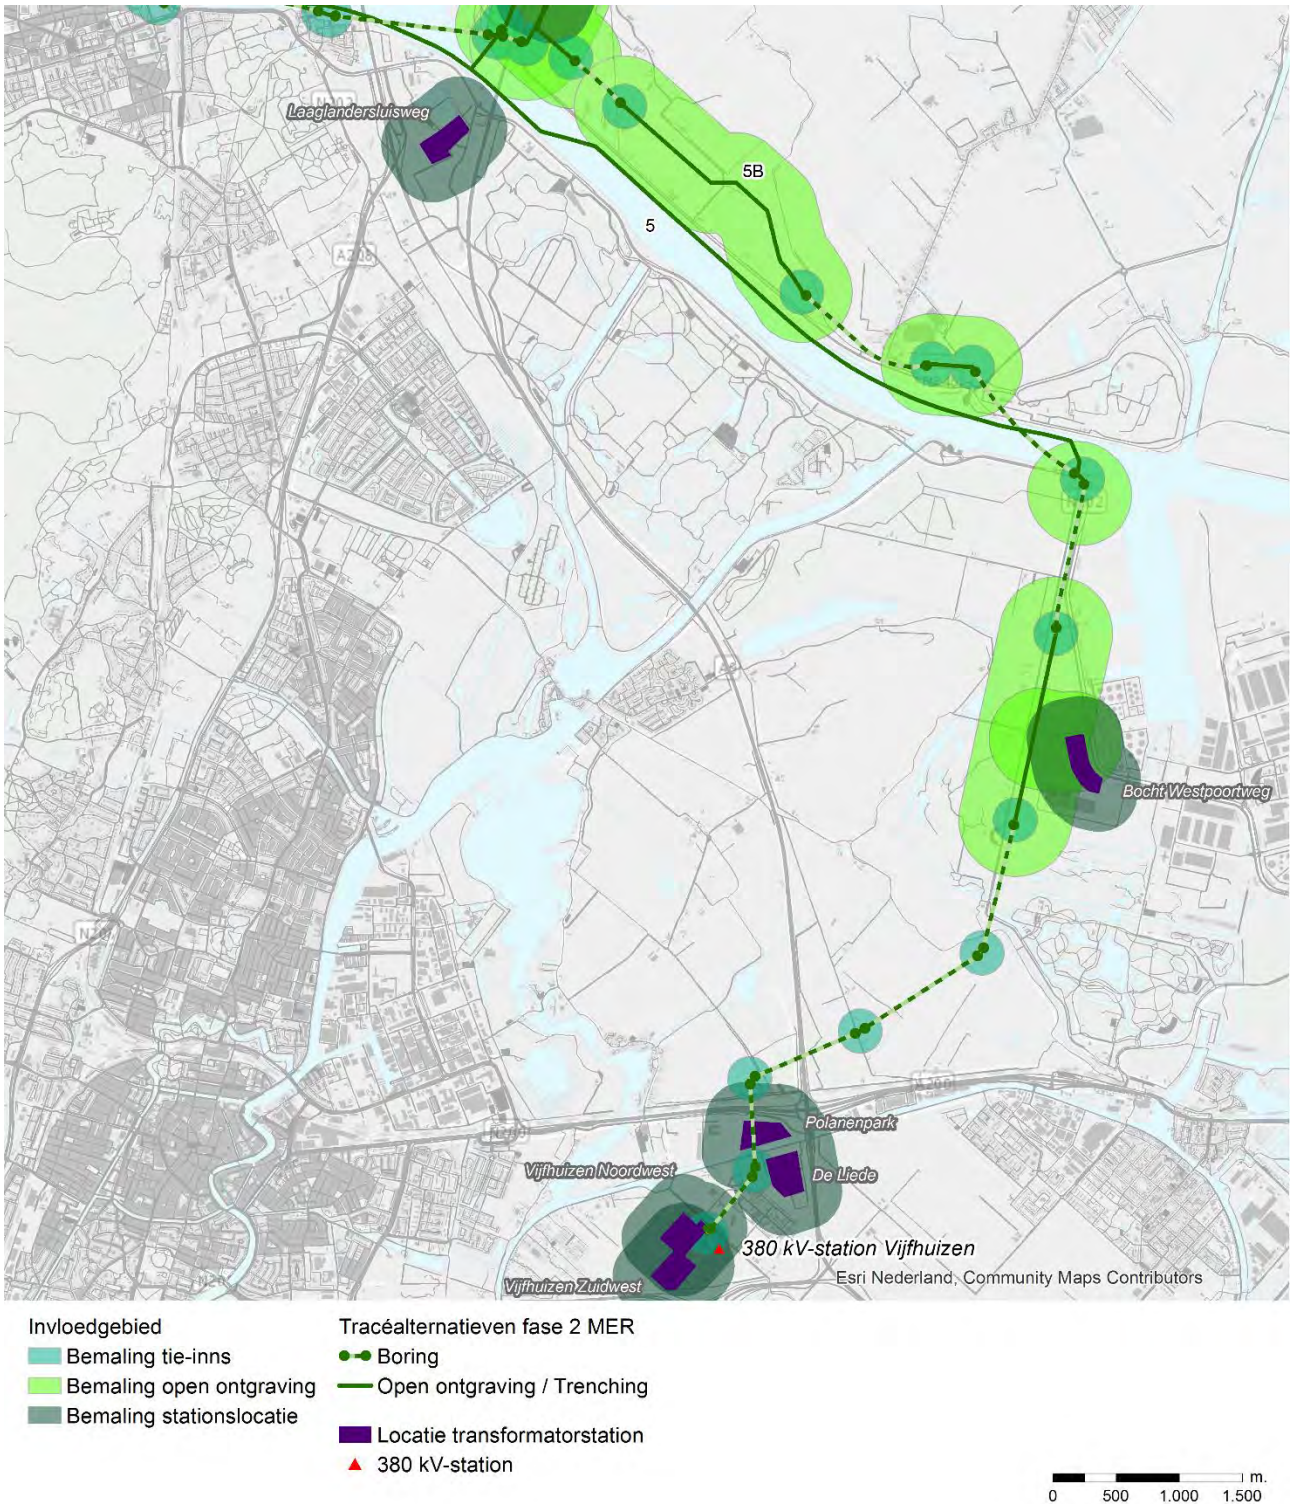 Laaglandersluisweg
5B
5
A208
N202
A9
Bocht Westpoortweg
A200
Polanenpark
Vijfhuizen Noordwest
De Liede
380 kV-station Vijfhuizen
Esri Nederland, Community Maps Contributors
Vijfhuizen Zuidwest
Invloedgebied
Bemaling tie-inns
Bemaling open ontgraving
Bemaling stationslocatie
Tracéalternatieven fase 2 MER
Boring
Open ontgraving / Trenching
Locatie transformatorstation
380 kV-station
m.
0 500 1.000 1.500